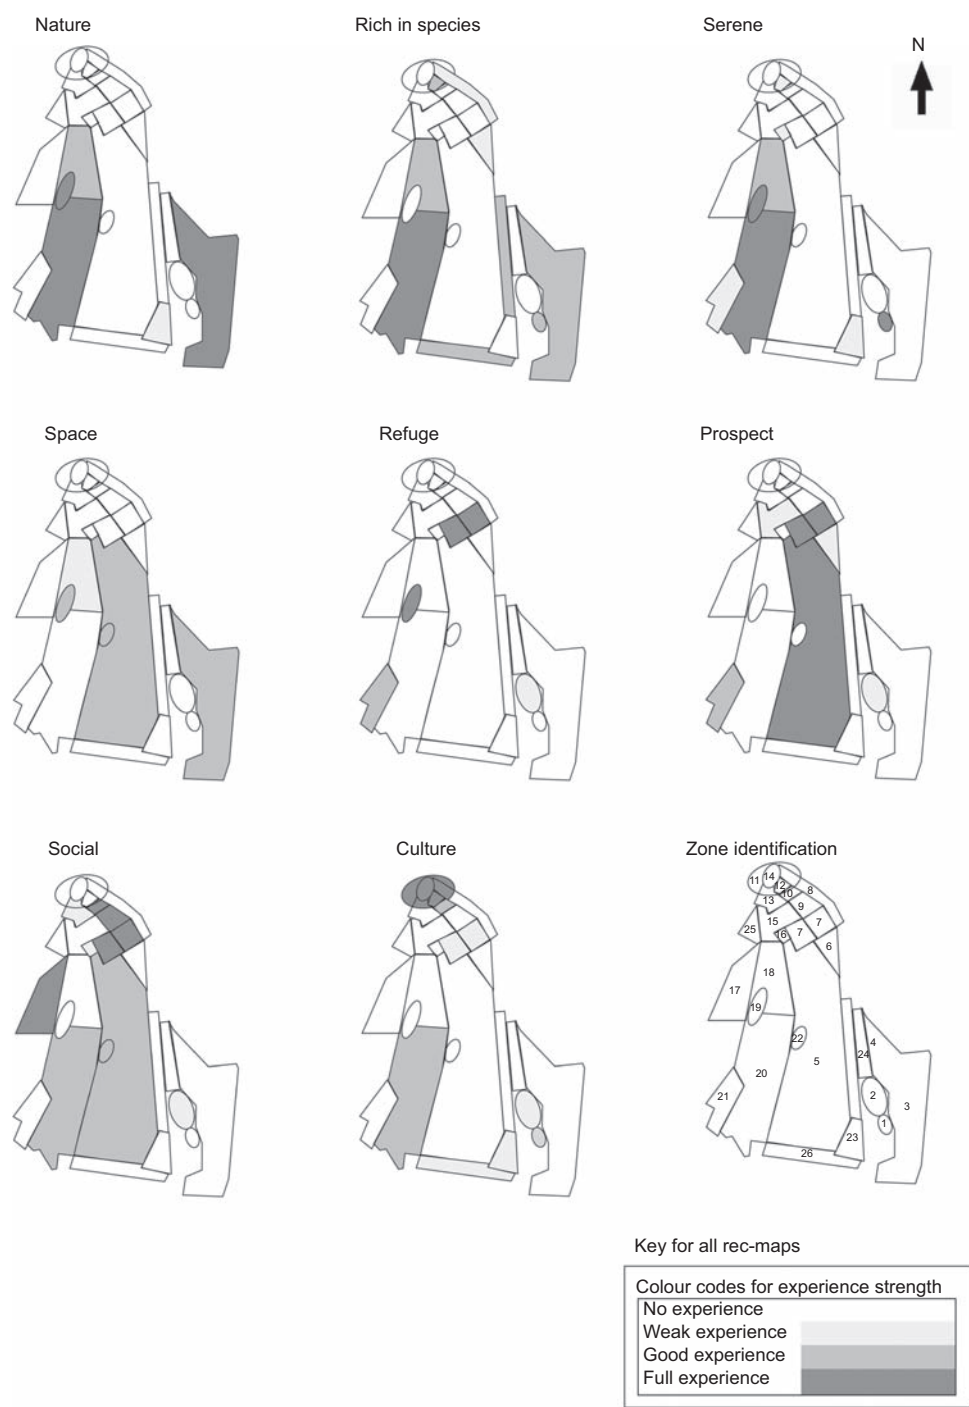 Nature
Rich in species
Serene
N
Space
Refuge
Prospect
Social
Culture
Zone identification
11
14
12
10
8
13
9
15
7
25
16
7
6
18
17
19
22
4
24
5
20
2
21
3
1
23
26
Key for all rec-maps
Colour codes for experience strength
No experience
Weak experience
Good experience
Full experience